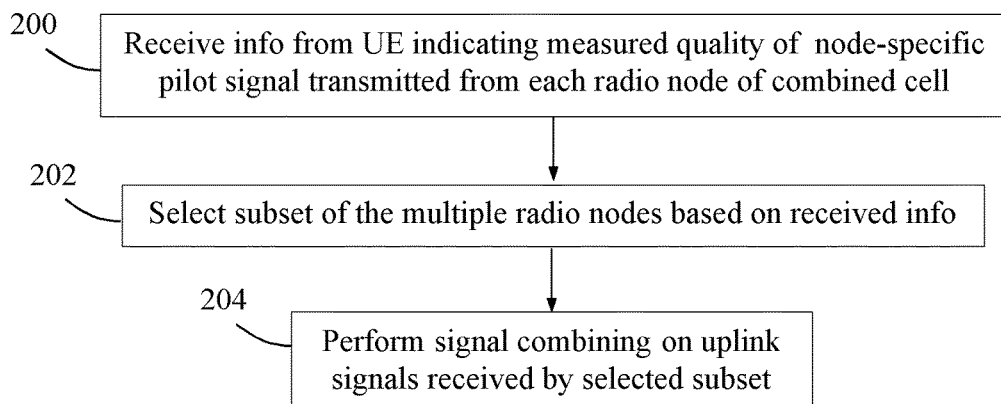 200
Receive info from UE indicating measured quality of node-specific
pilot signal transmitted from each radio node of combined cell
202
Select subset of the multiple radio nodes based on received info
204
Perform signal combining on uplink
signals received by selected subset